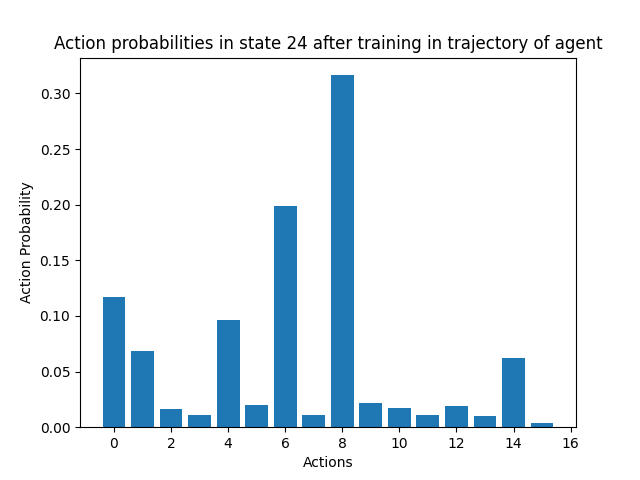 Action probabilities in state 24 after training in trajectory of agent
0.30
0.25
0.20
0.15
0.10
0.05
0.00
Action Probability
0 2 4 6 8 10 12 14 16
Actions